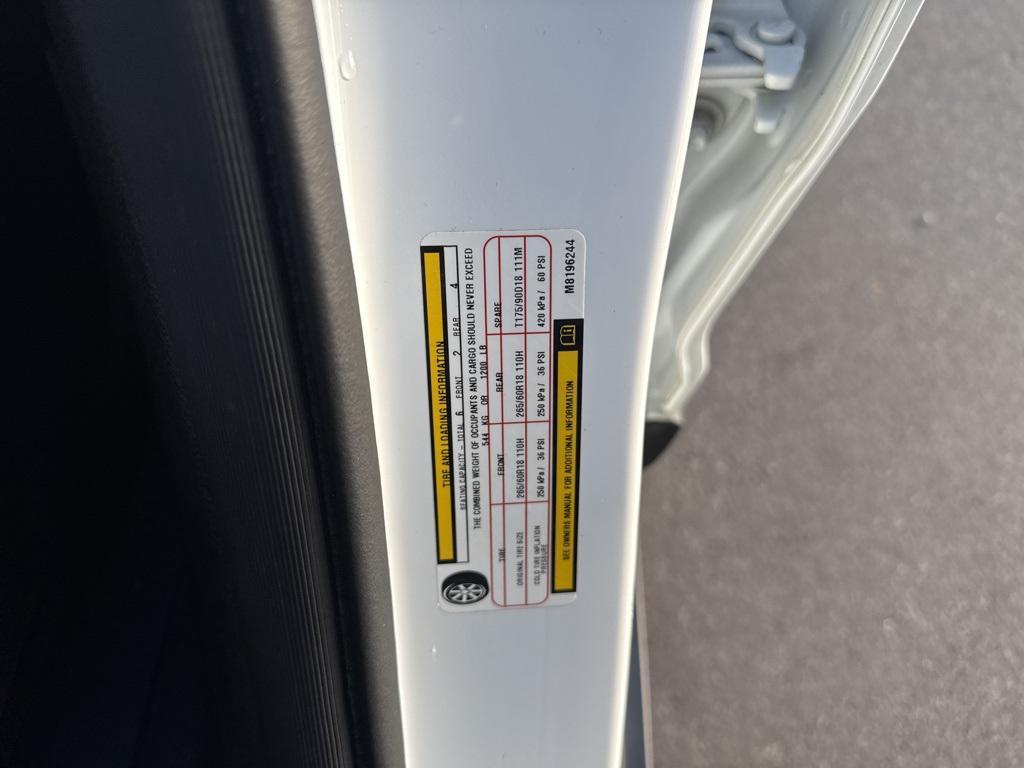 TIRE AND LOADING INFORMATION
SEATING CAPACITY - TOTAL 6 FRONT 2 REAR 4
THE COMBINED WEIGHT OF OCCUPANTS AND CARGO SHOULD NEVER EXCEED
544 KG OR 1200 LB
TIRE FRONT REAR SPARE
ORIGINAL TIRE SIZE 265/60R18 110H 265/60R18 110H T175/90D18 111M
COLD TIRE INFLATION PRESSURE 250 kPa / 36 PSI 250 kPa / 36 PSI 420 kPa / 60 PSI
SEE OWNERS MANUAL FOR ADDITIONAL INFORMATION M8196244